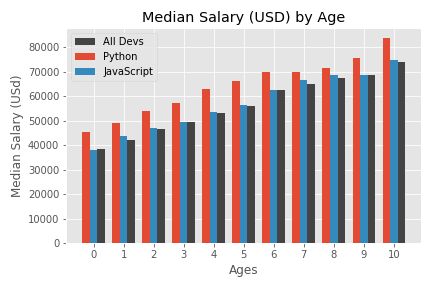 Median Salary (USD) by Age
All Devs
Python
JavaScript
Median Salary (USd)
80000
70000
60000
50000
40000
30000
20000
10000
0
0 1 2 3 4 5 6 7 8 9 10
Ages